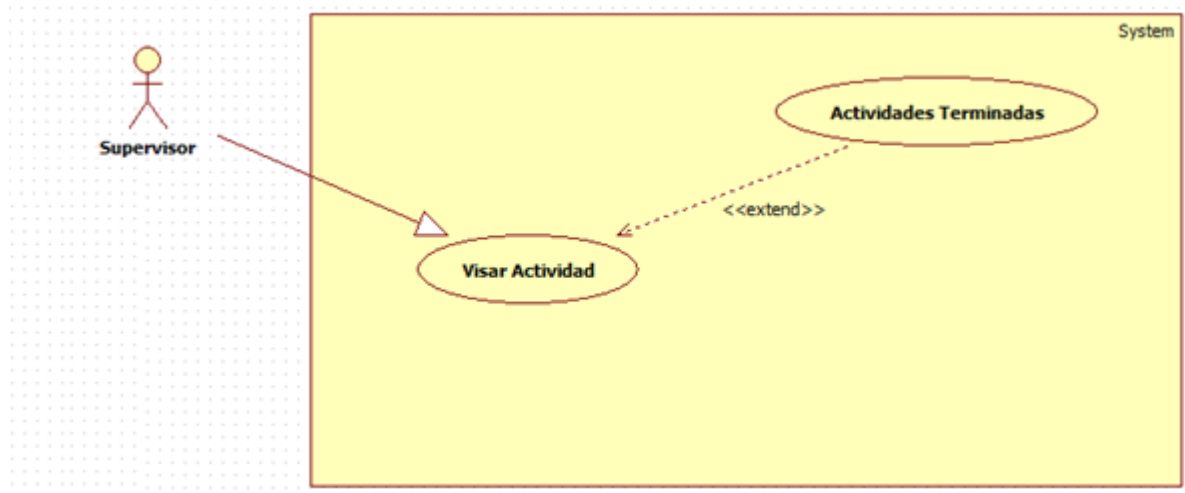 System
Supervisor
Actividades Terminadas
<<extend>>
Visar Actividad